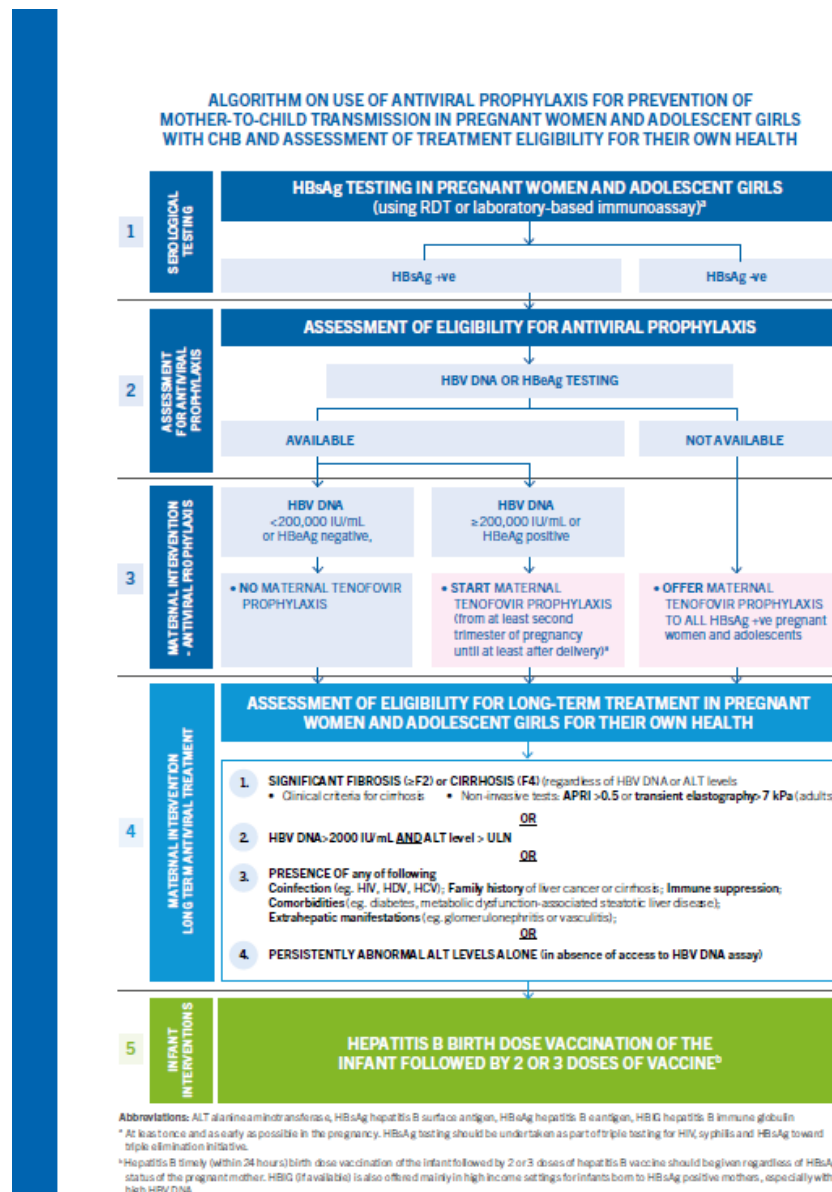 ALGORITHM ON USE OF ANTIVIRAL PROPHYLAXIS FOR PREVENTION OF
MOTHER-TO-CHILD TRANSMISSION IN PREGNANT WOMEN AND ADOLESCENT GIRLS
WITH CHB AND ASSESSMENT OF TREATMENT ELIGIBILITY FOR THEIR OWN HEALTH
1
SEROLOGICAL
TESTING
HBsAg TESTING IN PREGNANT WOMEN AND ADOLESCENT GIRLS
(using RDT or laboratory-based immunoassay)ª
HBsAg +ve
HBsAg -ve
2
ASSESSMENT
FOR ANTIVIRAL
PROPHYLAXIS
ASSESSMENT OF ELIGIBILITY FOR ANTIVIRAL PROPHYLAXIS
HBV DNA OR HBeAg TESTING
AVAILABLE
NOT AVAILABLE
3
MATERNAL INTERVENTION
- ANTIVIRAL PROPHYLAXIS
HBV DNA
<200,000 IU/mL
or HBeAg negative,
HBV DNA
≥200,000 IU/mL or
HBeAg positive
• NO MATERNAL TENOFOVIR
PROPHYLAXIS
• START MATERNAL
TENOFOVIR PROPHYLAXIS
(from at least second
trimester of pregnancy
until at least after delivery)ª
• OFFER MATERNAL
TENOFOVIR PROPHYLAXIS
TO ALL HBsAg +ve pregnant
women and adolescents
4
MATERNAL INTERVENTION
LONG TERM ANTIVIRAL TREATMENT
ASSESSMENT OF ELIGIBILITY FOR LONG-TERM TREATMENT IN PREGNANT
WOMEN AND ADOLESCENT GIRLS FOR THEIR OWN HEALTH
1. SIGNIFICANT FIBROSIS (≥F2) or CIRRHOSIS (F4) (regardless of HBV DNA or ALT levels
• Clinical criteria for cirrhosis • Non-invasive tests: APRI >0.5 or transient elastography>7 kPa (adults
OR
2. HBV DNA>2000 IU/mL AND ALT level > ULN
OR
3. PRESENCE OF any of following
Coinfection (eg. HIV, HDV, HCV); Family history of liver cancer or cirrhosis; Immune suppression;
Comorbidities (eg. diabetes, metabolic dysfunction-associated steatotic liver disease);
Extrahepatic manifestations (eg. glomerulonephritis or vasculitis);
OR
4. PERSISTENTLY ABNORMAL ALT LEVELS ALONE (in absence of access to HBV DNA assay)
5
INFANT
INTERVENTIONS
HEPATITIS B BIRTH DOSE VACCINATION OF THE
INFANT FOLLOWED BY 2 OR 3 DOSES OF VACCINEᵇ
Abbreviations: ALT alanine aminotransferase, HBsAg hepatitis B surface antigen, HBeAg hepatitis B e antigen, HBIG hepatitis B immune globulin
ª At least once and as early as possible in the pregnancy. HBsAg testing should be undertaken as part of triple testing for HIV, syphilis and HBsAg toward
triple elimination initiative.
ᵇ Hepatitis B timely (within 24 hours) birth dose vaccination of the infant followed by 2 or 3 doses of hepatitis B vaccine should be given regardless of HBsAg
status of the pregnant mother. HBIG (if available) is also offered mainly in high income settings for infants born to HBsAg positive mothers, especially with
high HBV DNA